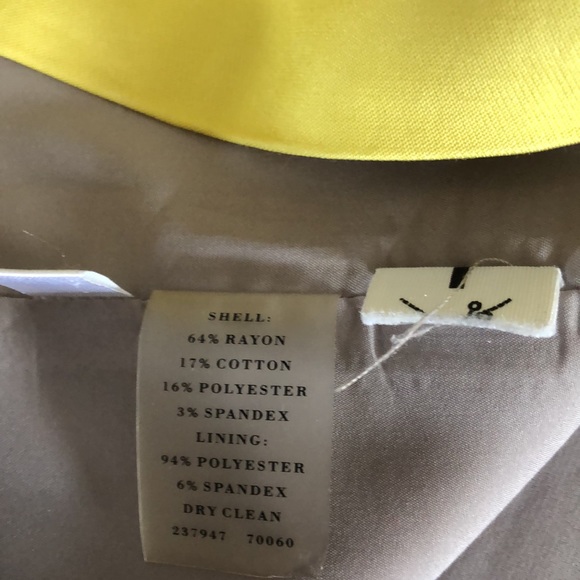 SHELL:
64% RAYON
17% COTTON
16% POLYESTER
3% SPANDEX
LINING:
94% POLYESTER
6% SPANDEX
DRY CLEAN
237947 70060